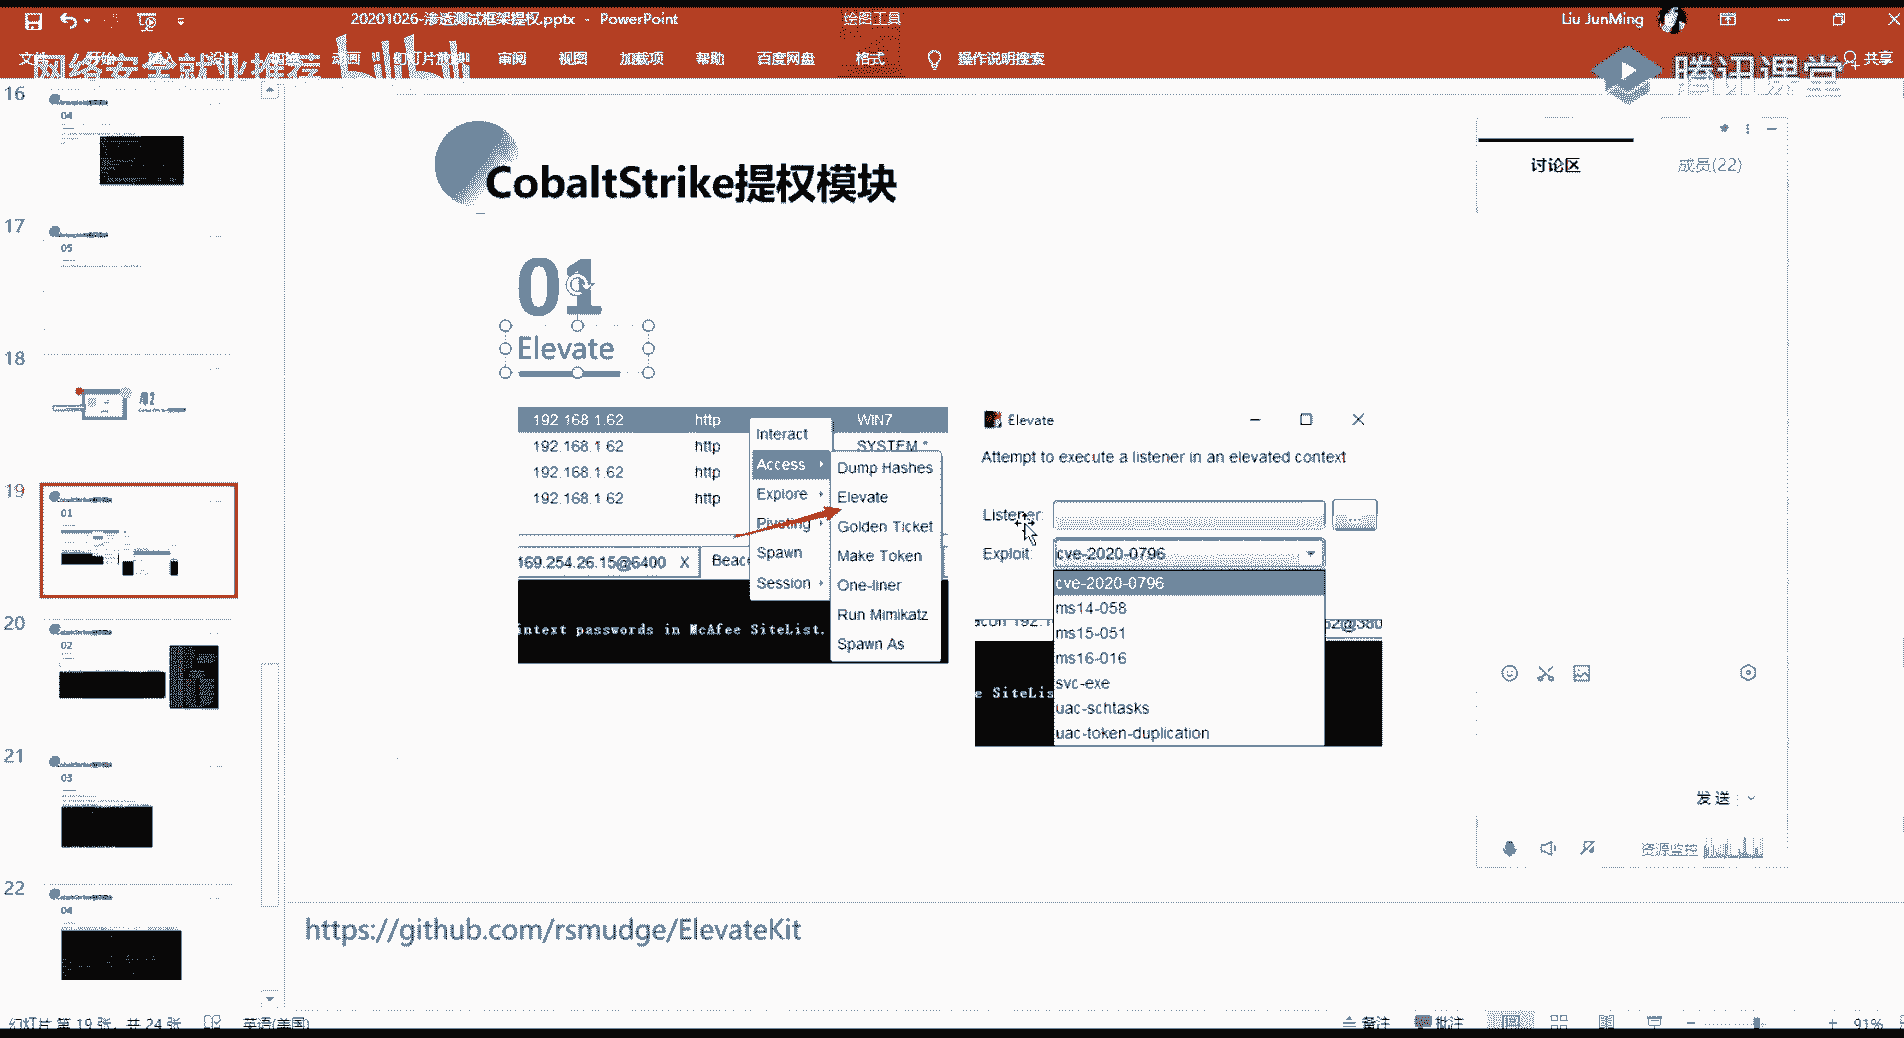 20201026-渗透测试框架提权.pptx - PowerPoint
绘图工具
Liu JunMing
审阅
视图
加载项
帮助
百度网盘
格式
操作说明搜索
共享
网络安全就业推荐
bilibili
腾讯课堂
16
04
17
05
18
02
19
01
20
02
21
03
22
04
CobaltStrike提权模块
01
Elevate
192.168.1.62 http WIN7
192.168.1.62 http SYSTEM *
192.168.1.62 http
192.168.1.62 http
Interact
Access
Explore
Pivoting
Spawn
Session
Dump Hashes
Elevate
Golden Ticket
Make Token
One-liner
Run Mimikatz
Spawn As
169.254.26.15@6400 X
intext passwords in McAfee SiteList.
Elevate
Attempt to execute a listener in an elevated context
Listener:
...
Exploit:
cve-2020-0796
cve-2020-0796
ms14-058
ms15-051
ms16-016
svc-exe
uac-schtasks
uac-token-duplication
e SiteLis
讨论区
成员(22)
发送
资源监控
https://github.com/rsmudge/ElevateKit
幻灯片 第 19 张，共 24 张
英语(美国)
备注
批注
91%